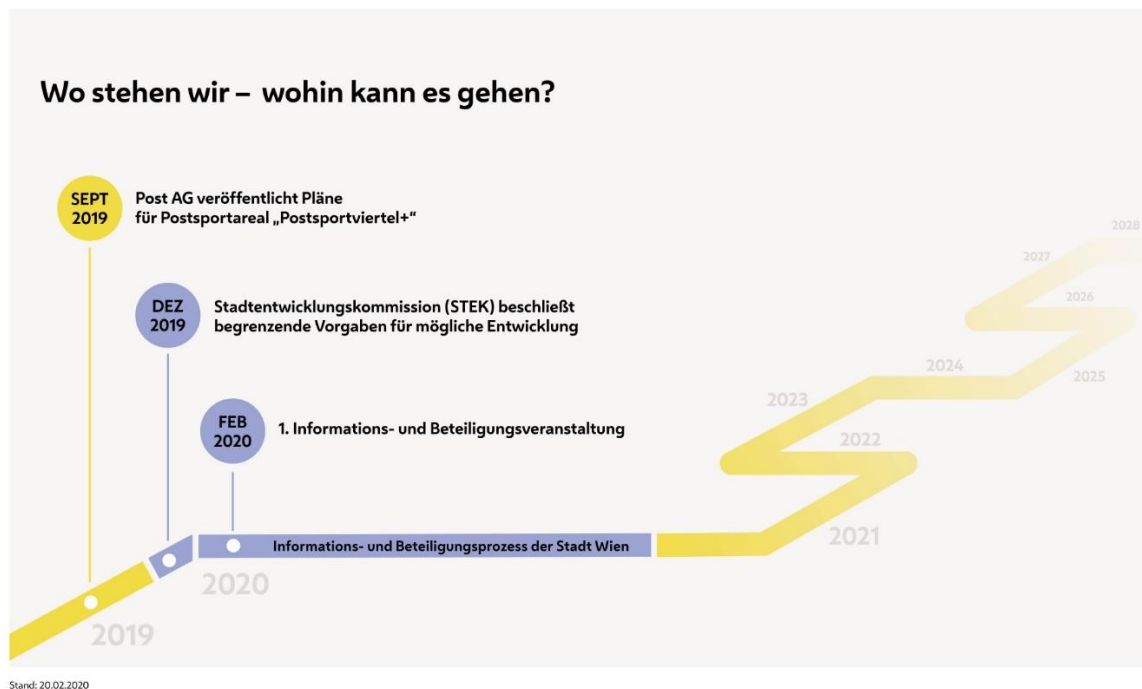 Wo stehen wir – wohin kann es gehen?
SEPT
2019
Post AG veröffentlicht Pläne
für Postsportareal „Postsportviertel+“
DEZ
2019
Stadtentwicklungskommission (STEK) beschließt
begrenzende Vorgaben für mögliche Entwicklung
FEB
2020
1. Informations- und Beteiligungsveranstaltung
Informations- und Beteiligungsprozess der Stadt Wien
2019
2020
2021
2022
2023
2024
2025
2026
2027
2028
Stand: 20.02.2020